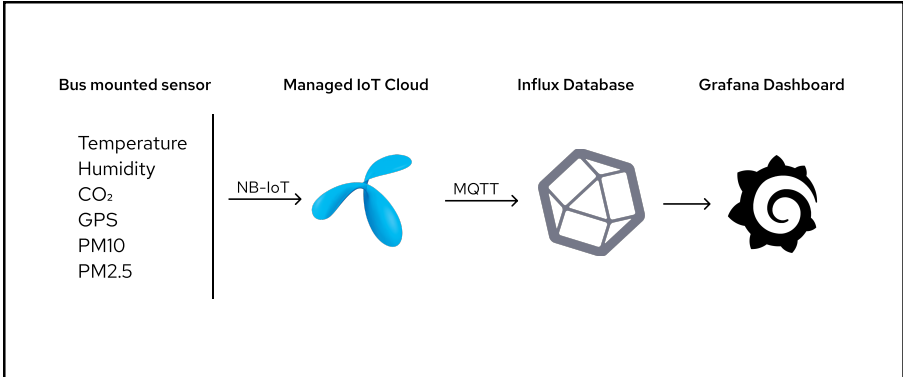 Bus mounted sensor
Managed IoT Cloud
Influx Database
Grafana Dashboard
Temperature
Humidity
CO₂
GPS
PM10
PM2.5
NB-IoT
MQTT